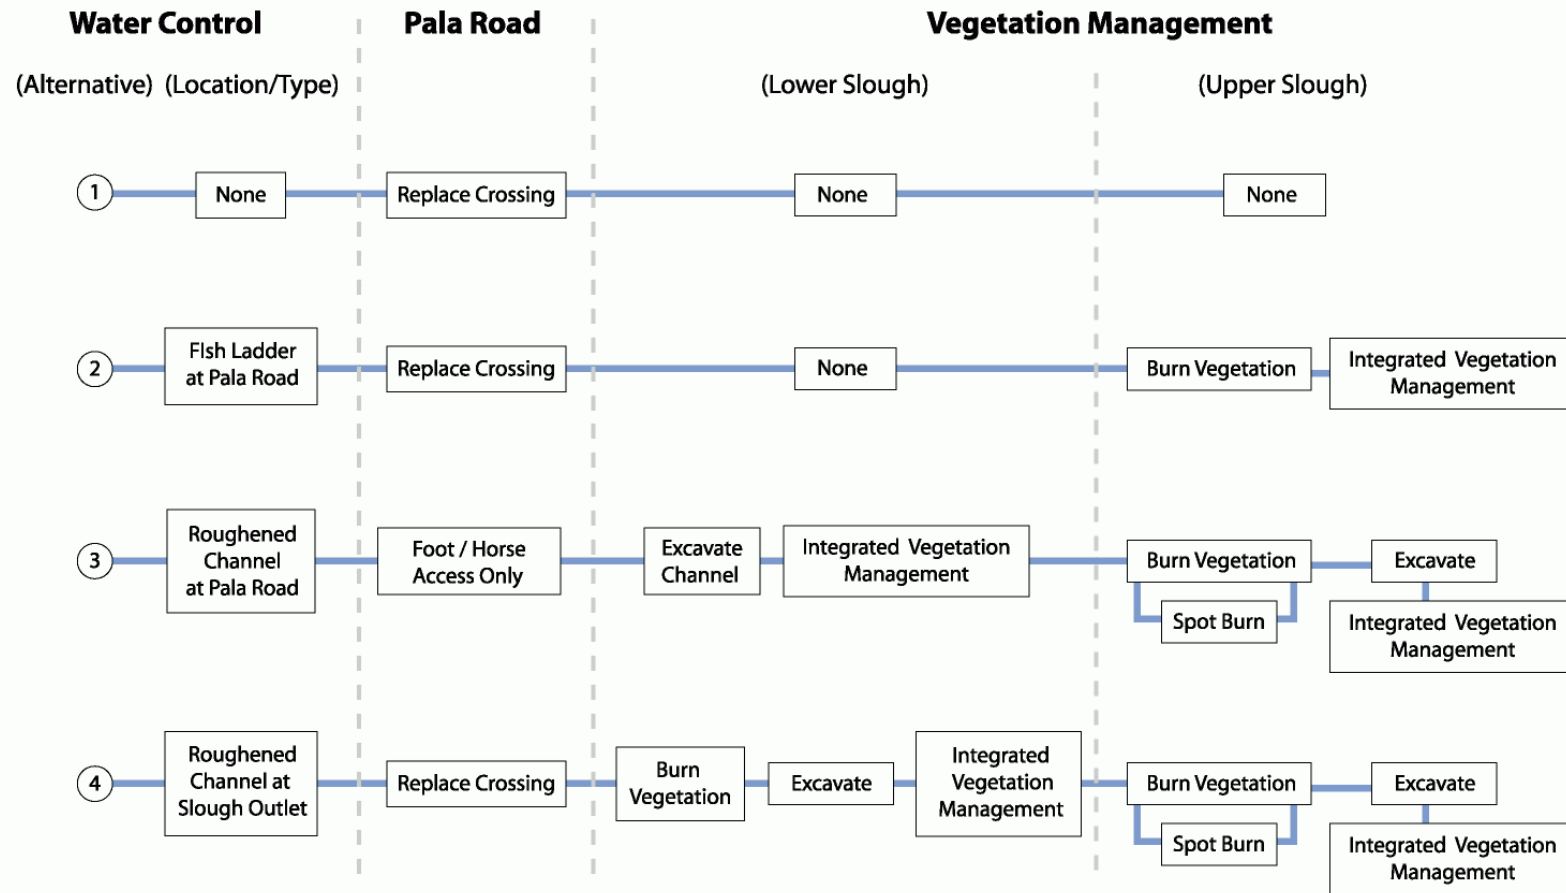 Water Control
Pala Road
Vegetation Management
(Alternative) (Location/Type)
(Lower Slough)
(Upper Slough)
1
None
Replace Crossing
None
None
2
FIsh Ladder
at Pala Road
Replace Crossing
None
Burn Vegetation
Integrated Vegetation
Management
3
Roughened
Channel
at Pala Road
Foot / Horse
Access Only
Excavate
Channel
Integrated Vegetation
Management
Burn Vegetation
Spot Burn
Excavate
Integrated Vegetation
Management
4
Roughened
Channel at
Slough Outlet
Replace Crossing
Burn
Vegetation
Excavate
Integrated
Vegetation
Management
Burn Vegetation
Spot Burn
Excavate
Integrated Vegetation
Management